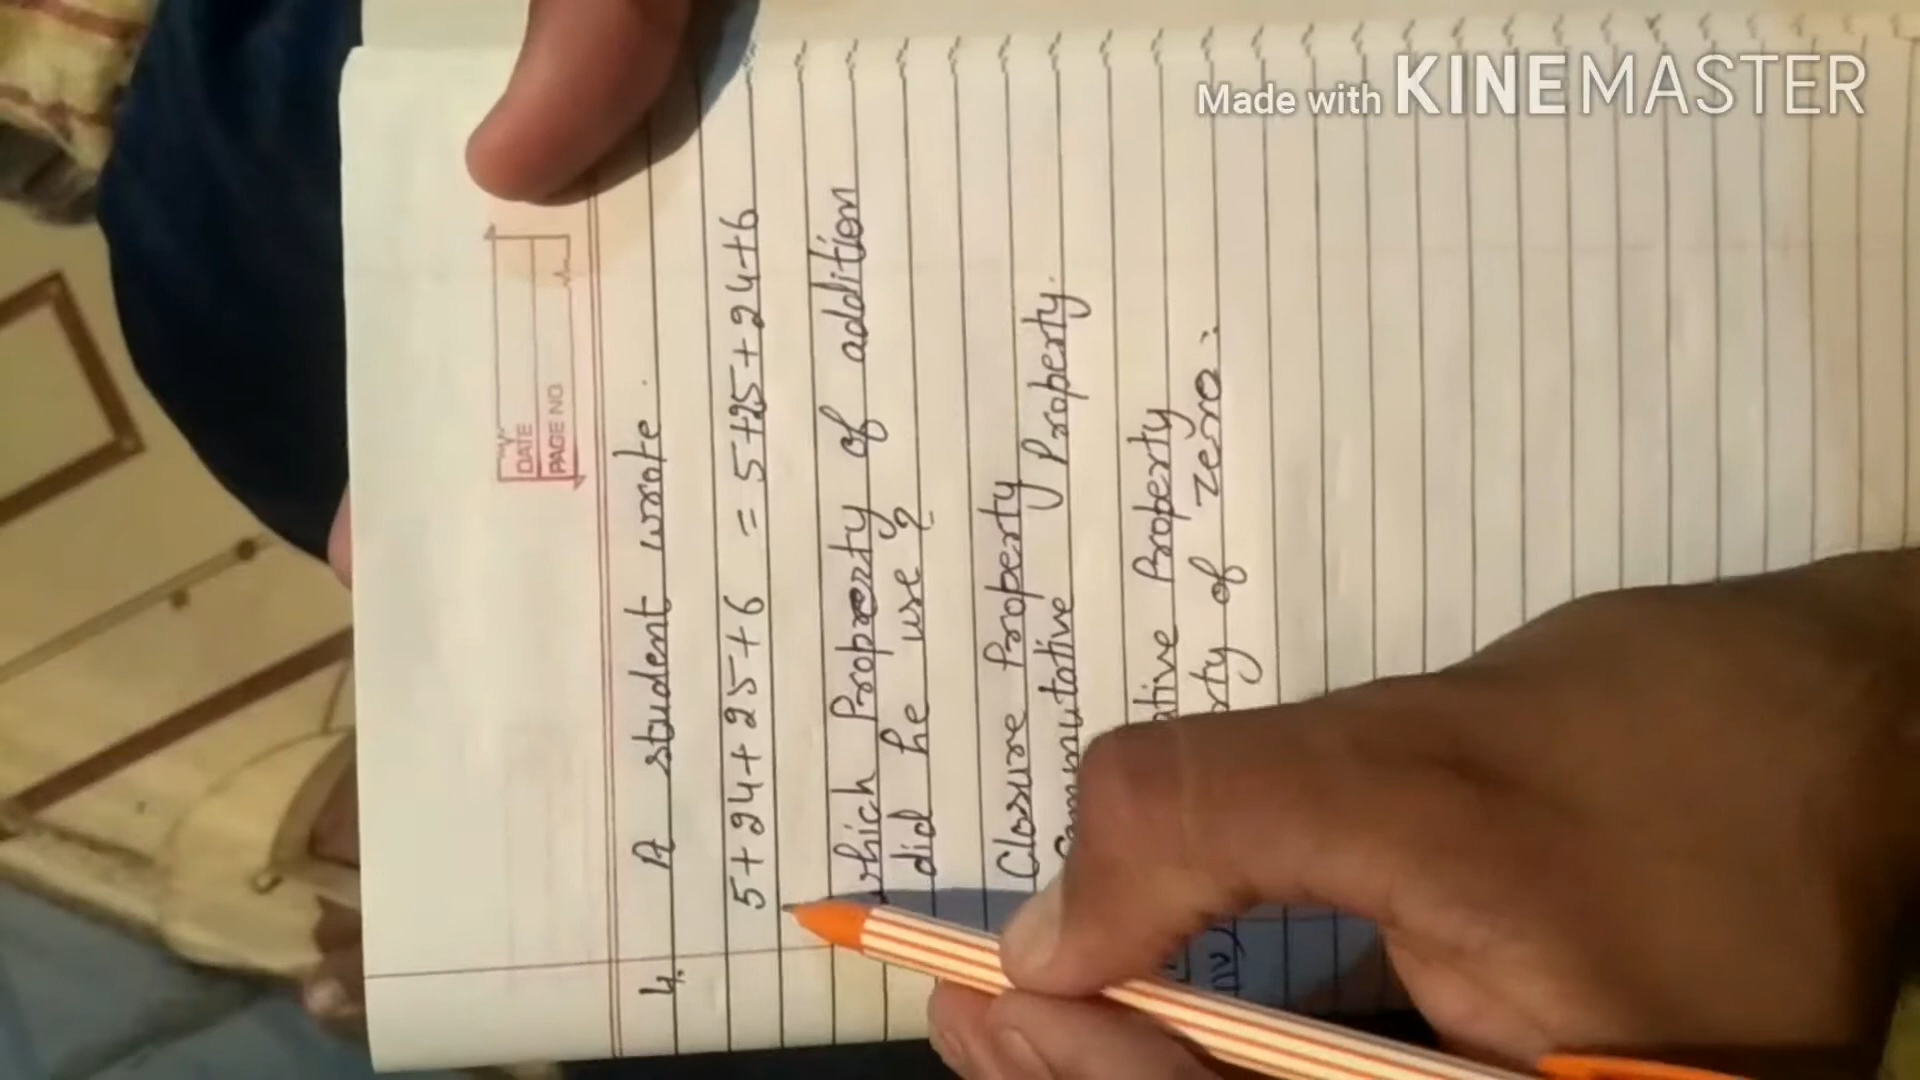 Made with KINEMASTER
DATE
PAGE NO
4. A student wrote.
5+24+25+6 = 5+25+24+6
which Property of addition
did he use?
Closure Property
Commutative Property.
Property
of zero.